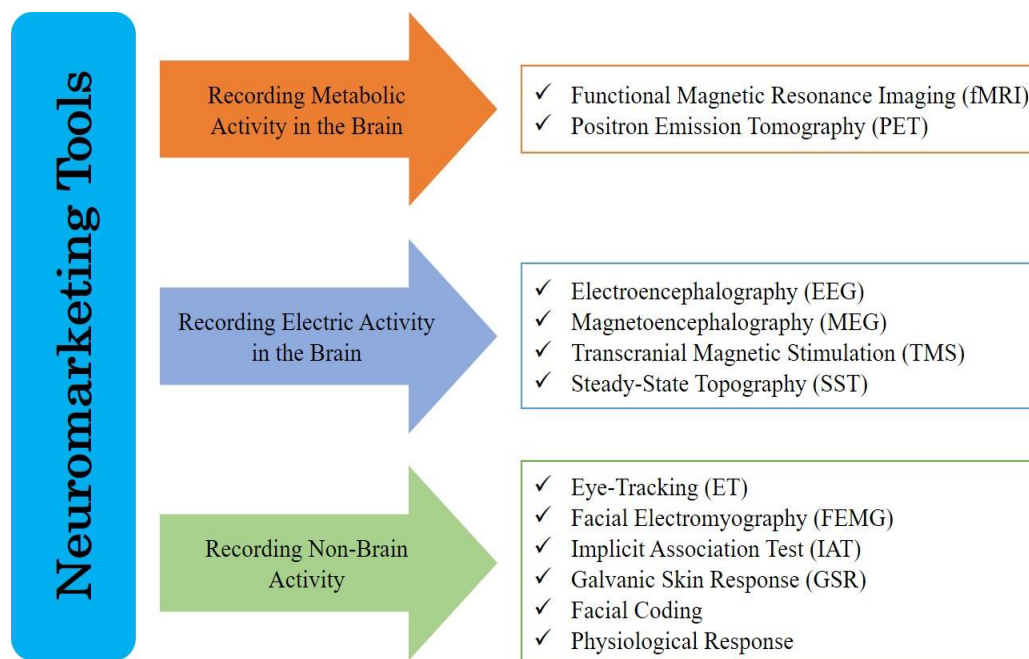 Neuromarketing Tools
Recording Metabolic
Activity in the Brain
✓ Functional Magnetic Resonance Imaging (fMRI)
✓ Positron Emission Tomography (PET)
Recording Electric Activity
in the Brain
✓ Electroencephalography (EEG)
✓ Magnetoencephalography (MEG)
✓ Transcranial Magnetic Stimulation (TMS)
✓ Steady-State Topography (SST)
Recording Non-Brain
Activity
✓ Eye-Tracking (ET)
✓ Facial Electromyography (FEMG)
✓ Implicit Association Test (IAT)
✓ Galvanic Skin Response (GSR)
✓ Facial Coding
✓ Physiological Response